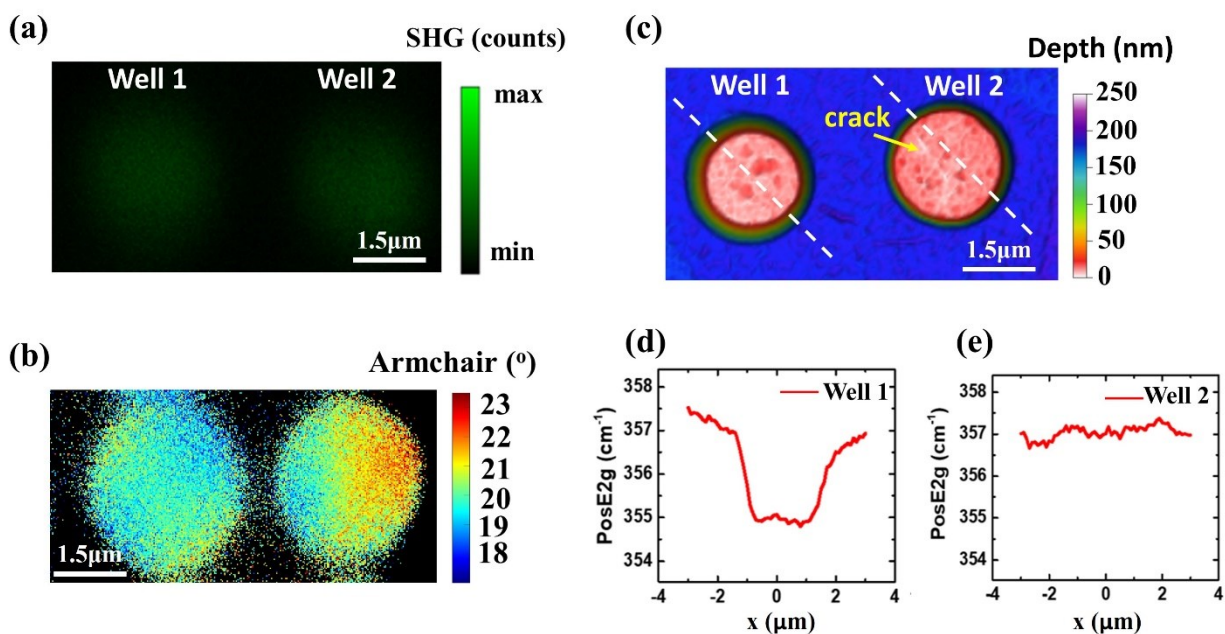 (a)
SHG (counts)
Well 1
Well 2
max
min
1.5μm
(b)
Armchair (º)
23
22
21
20
19
18
1.5μm
(c)
Depth (nm)
Well 1
Well 2
crack
250
200
150
100
50
0
1.5μm
(d)
358
357
356
355
354
PosE2g (cm⁻¹)
Well 1
-4 -2 0 2 4
x (μm)
(e)
358
357
356
355
354
PosE2g (cm⁻¹)
Well 2
-4 -2 0 2 4
x (μm)